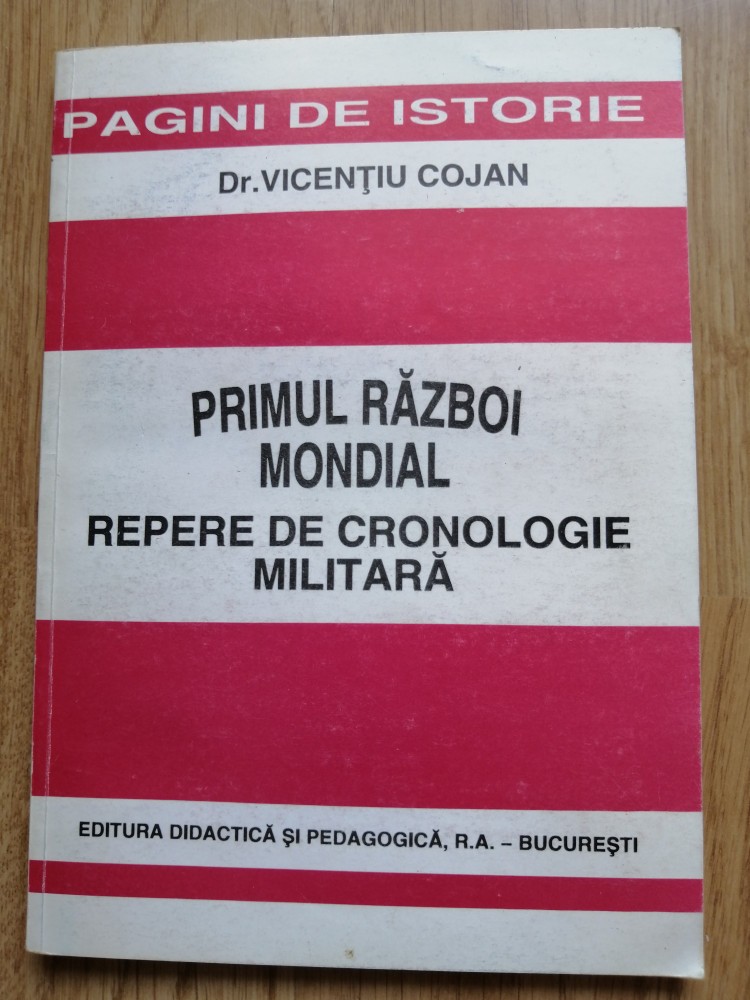 PAGINI DE ISTORIE
Dr.VICENŢIU COJAN
PRIMUL RĂZBOI
MONDIAL
REPERE DE CRONOLOGIE
MILITARĂ
EDITURA DIDACTICĂ ŞI PEDAGOGICĂ, R.A. – BUCUREŞTI